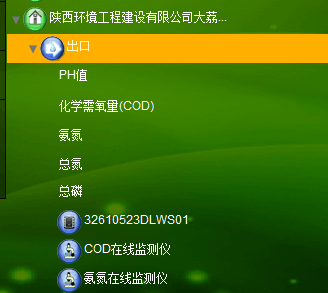 陕西环境工程建设有限公司大荔...
出口
PH值
化学需氧量(COD)
氨氮
总氮
总磷
32610523DLWS01
COD在线监测仪
氨氮在线监测仪